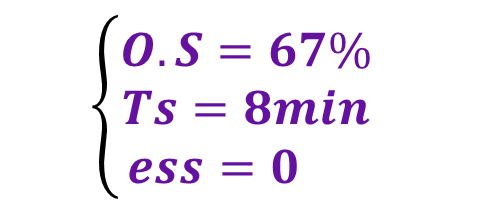 O.S = 67%
Ts = 8min
ess = 0